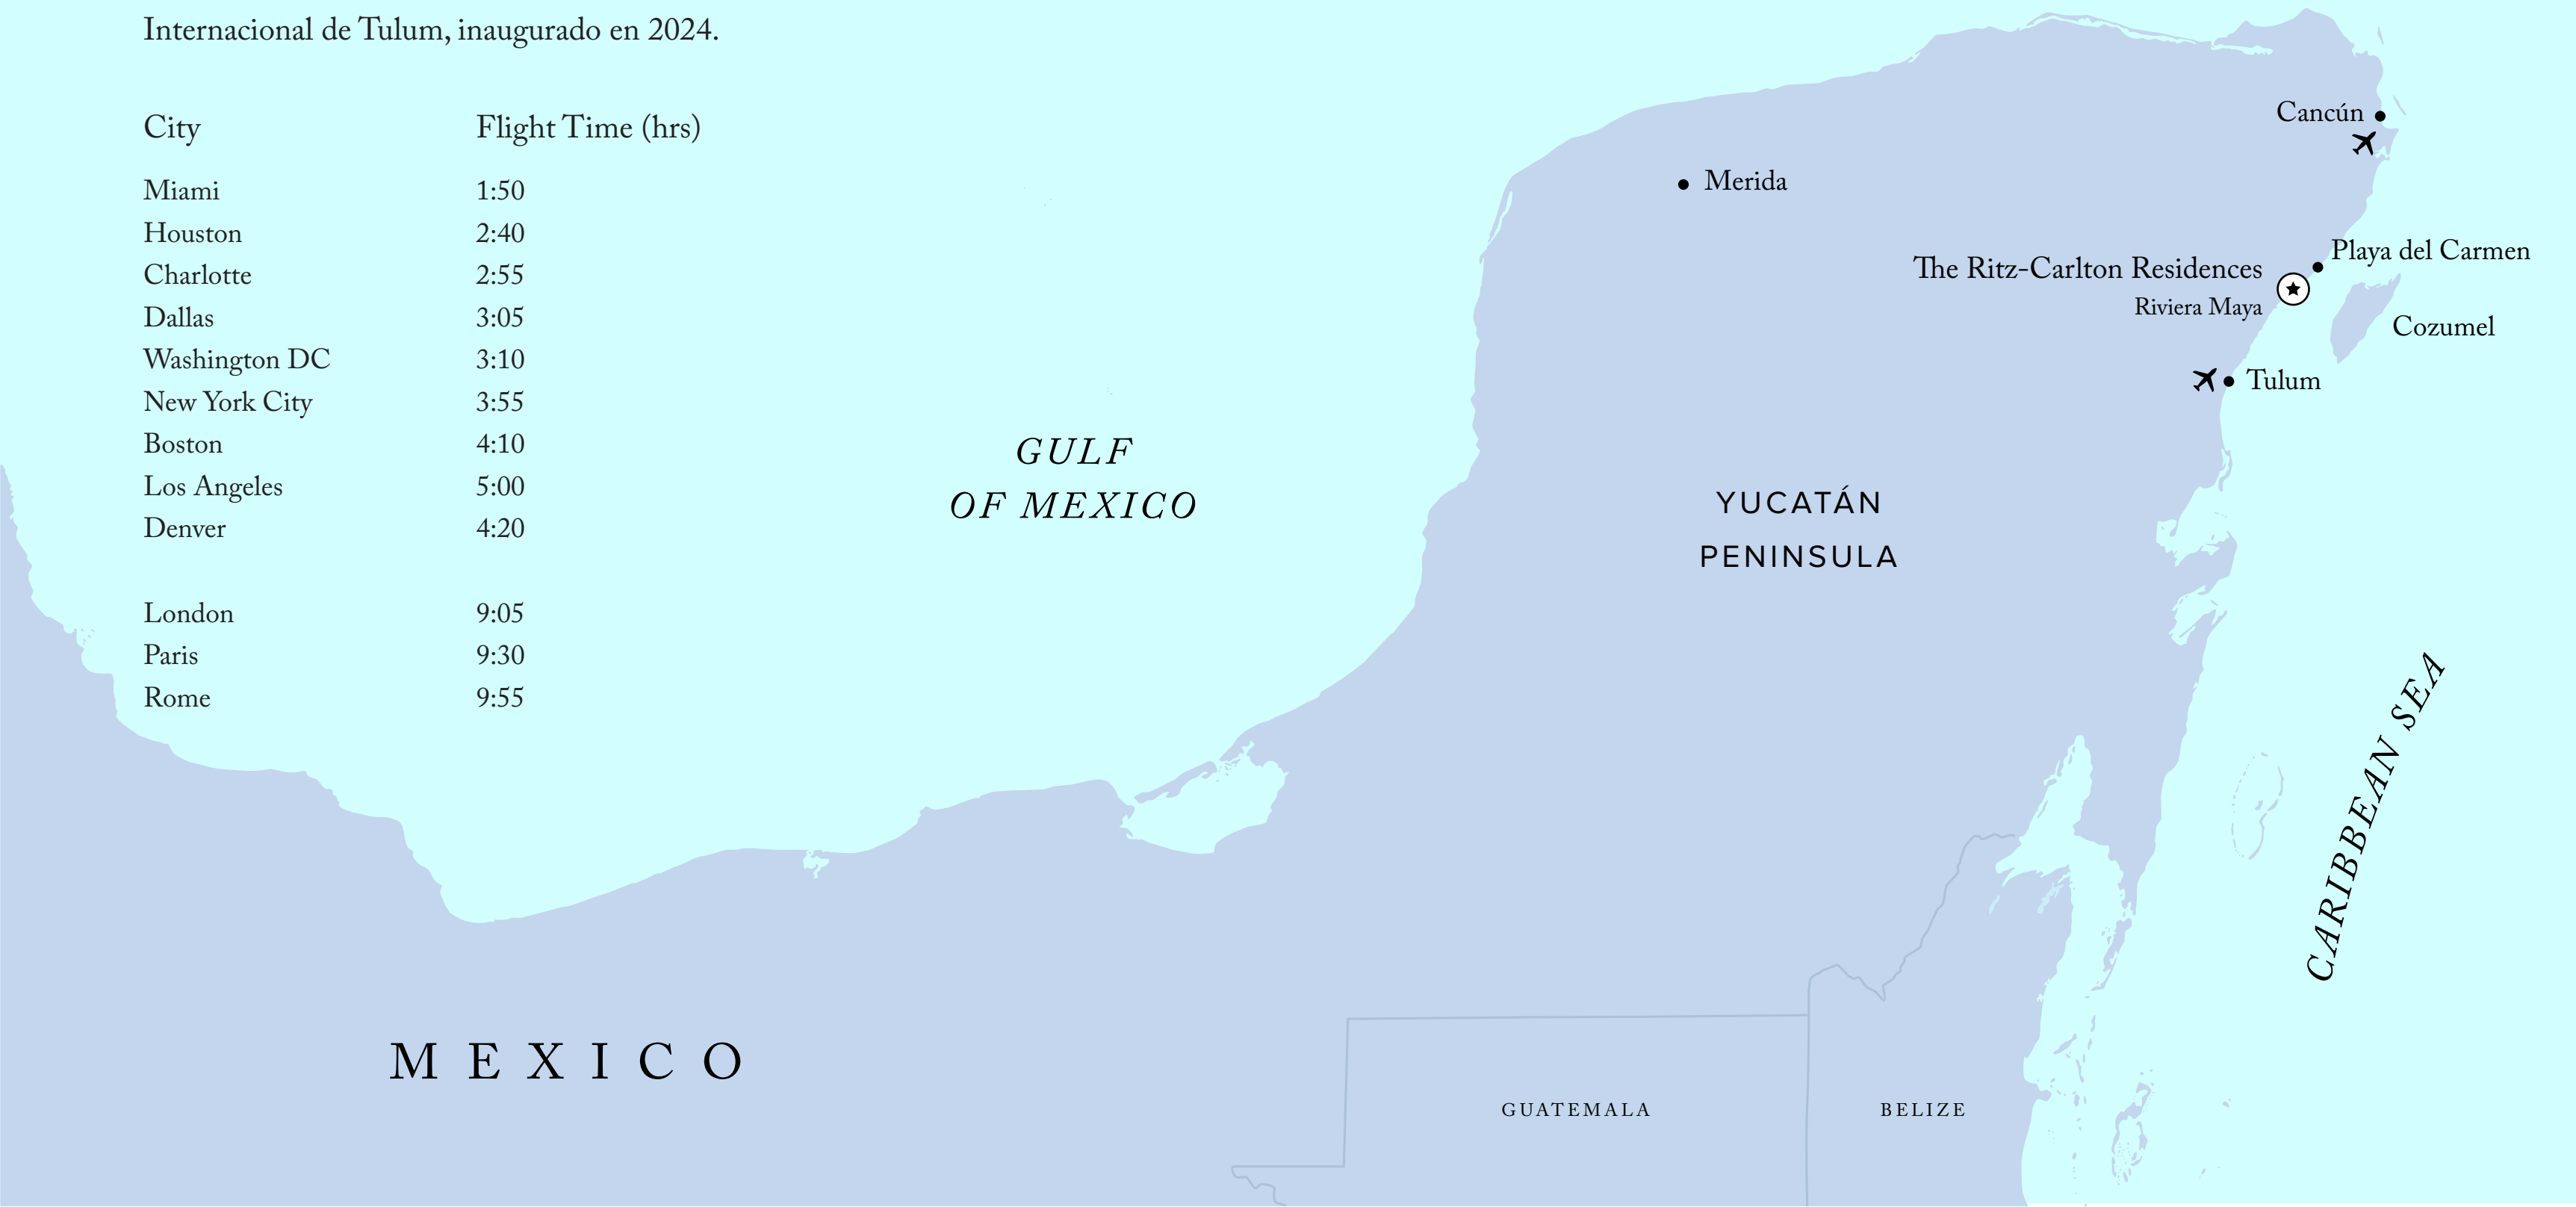 Internacional de Tulum, inaugurado en 2024.
City Flight Time (hrs)
Miami 1:50
Houston 2:40
Charlotte 2:55
Dallas 3:05
Washington DC 3:10
New York City 3:55
Boston 4:10
Los Angeles 5:00
Denver 4:20
London 9:05
Paris 9:30
Rome 9:55
GULF
OF MEXICO
MEXICO
Merida
Cancún
Playa del Carmen
The Ritz-Carlton Residences
Riviera Maya
Cozumel
Tulum
YUCATÁN
PENINSULA
CARIBBEAN SEA
GUATEMALA
BELIZE